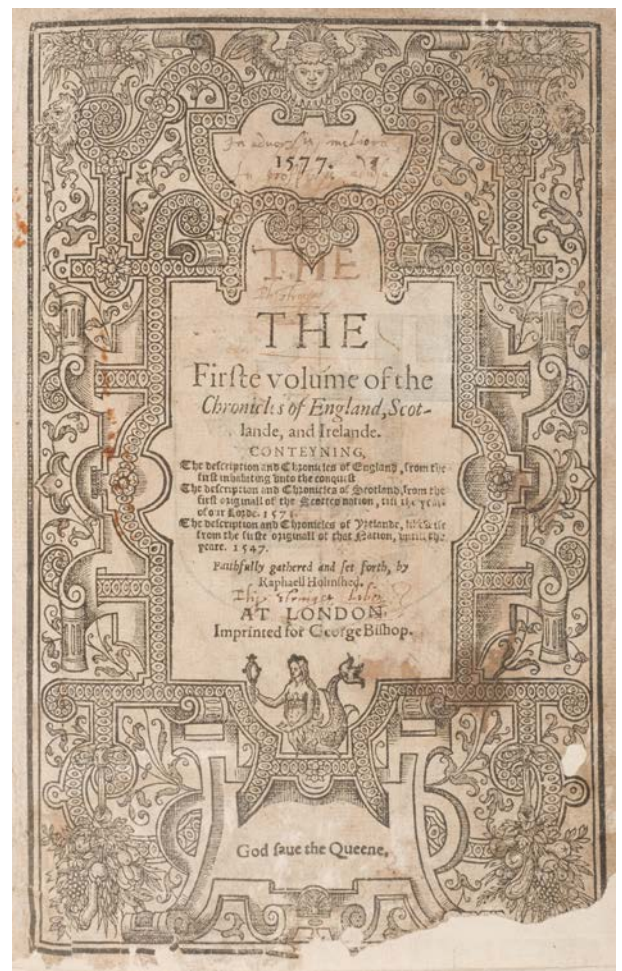 1577.
THE
THE
Firſte volume of the
Chronicles of England, Scot-
lande, and Irelande.
CONTEYNING,
The deſcription and Chronicles of England, from the
firſt inhabiting vnto the conqueſt
The deſcription and Chronicles of Scotland, from the
firſt originall of the Scottes nation, till the yeare
of our Lorde. 1571.
The deſcription and Chronicles of Yrelande, likewiſe
from the firſte originall of that Nation, vntill the
yeare. 1547.
Faithfully gathered and ſet forth, by
Raphaell Holinſhed.
AT LONDON,
Imprinted for George Biſhop.
God ſaue the Queene.